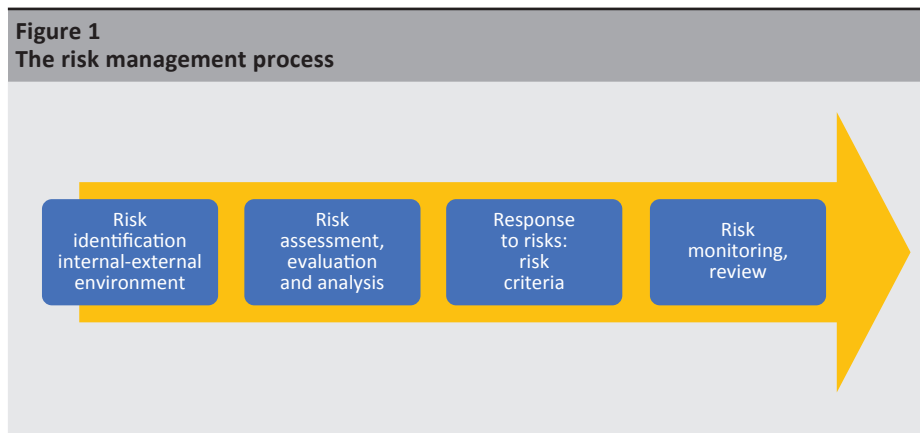 Figure 1
The risk management process
Risk
identification
internal-external
environment
Risk
assessment,
evaluation
and analysis
Response
to risks:
risk
criteria
Risk
monitoring,
review